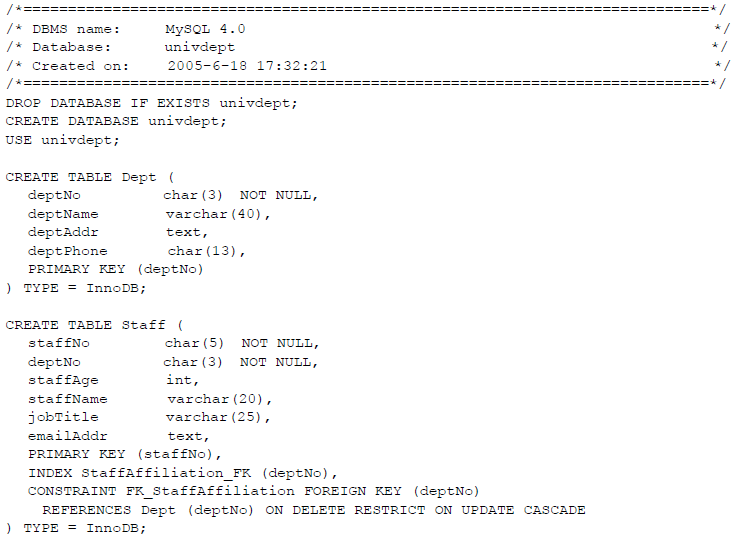 /*==============================================================================*/
/* DBMS name:     MySQL 4.0                                                     */
/* Database:      univdept                                                      */
/* Created on:    2005-6-18 17:32:21                                            */
/*==============================================================================*/
DROP DATABASE IF EXISTS univdept;
CREATE DATABASE univdept;
USE univdept;

CREATE TABLE Dept (
   deptNo          char(3)  NOT NULL,
   deptName        varchar(40),
   deptAddr        text,
   deptPhone       char(13),
   PRIMARY KEY (deptNo)
) TYPE = InnoDB;

CREATE TABLE Staff (
   staffNo         char(5)  NOT NULL,
   deptNo          char(3)  NOT NULL,
   staffAge        int,
   staffName       varchar(20),
   jobTitle        varchar(25),
   emailAddr       text,
   PRIMARY KEY (staffNo),
   INDEX StaffAffiliation_FK (deptNo),
   CONSTRAINT FK_StaffAffiliation FOREIGN KEY (deptNo)
     REFERENCES Dept (deptNo) ON DELETE RESTRICT ON UPDATE CASCADE
) TYPE = InnoDB;